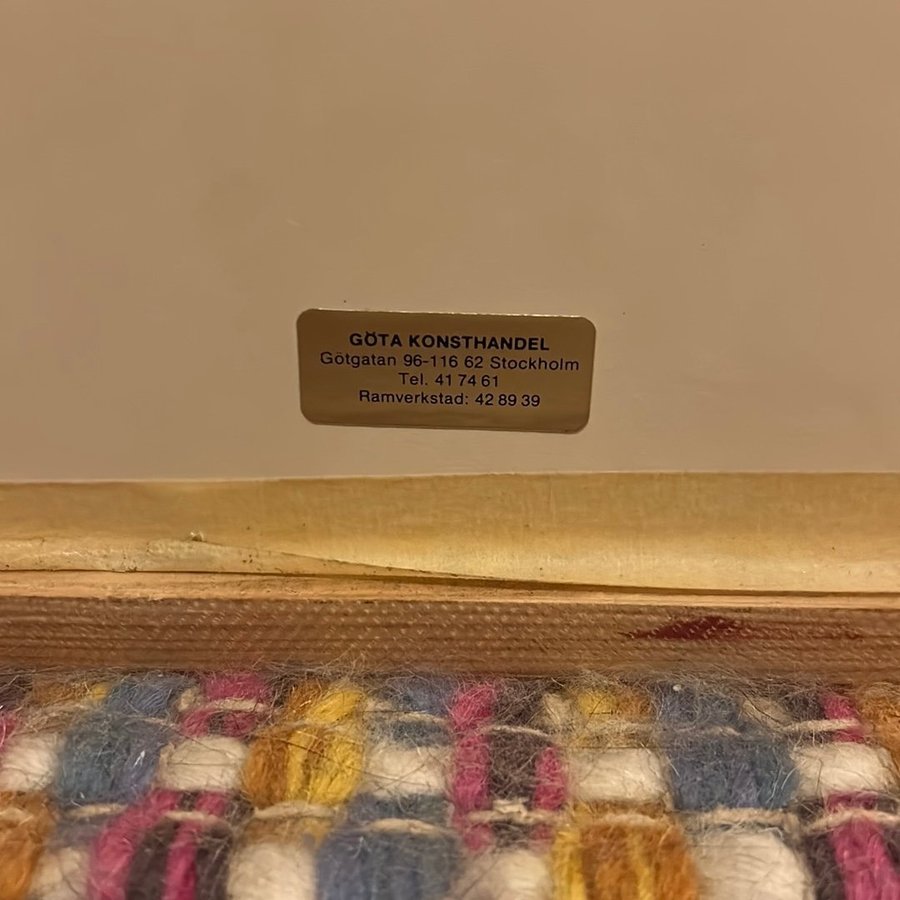 GÖTA KONSTHANDEL
Götgatan 96-116 62 Stockholm
Tel. 41 74 61
Ramverkstad: 42 89 39